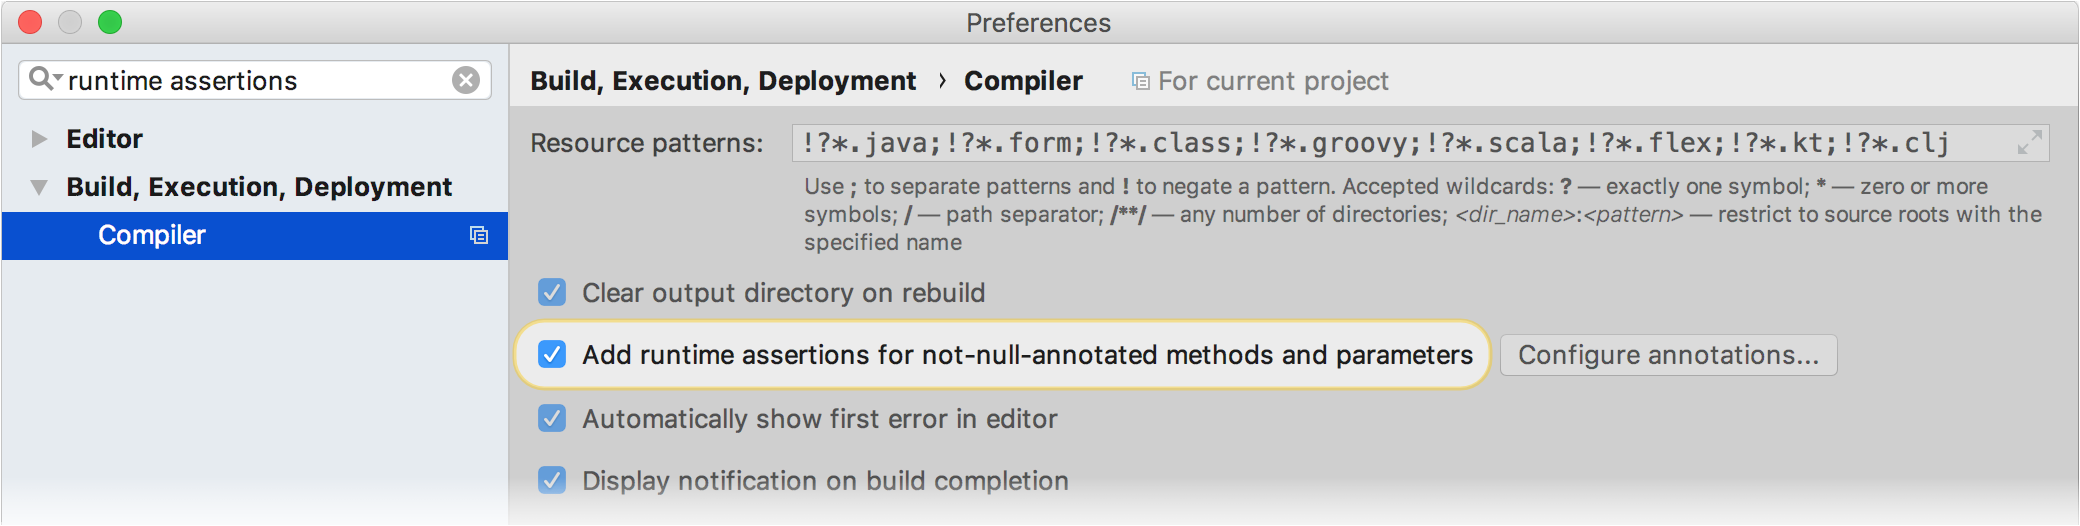 Preferences
runtime assertions
Editor
Build, Execution, Deployment
Compiler
Build, Execution, Deployment › Compiler For current project
Resource patterns: !?*.java;!?*.form;!?*.class;!?*.groovy;!?*.scala;!?*.flex;!?*.kt;!?*.clj
Use ; to separate patterns and ! to negate a pattern. Accepted wildcards: ? — exactly one symbol; * — zero or more
symbols; / — path separator; /**/ — any number of directories; <dir_name>:<pattern> — restrict to source roots with the
specified name
Clear output directory on rebuild
Add runtime assertions for not-null-annotated methods and parameters Configure annotations...
Automatically show first error in editor
Display notification on build completion